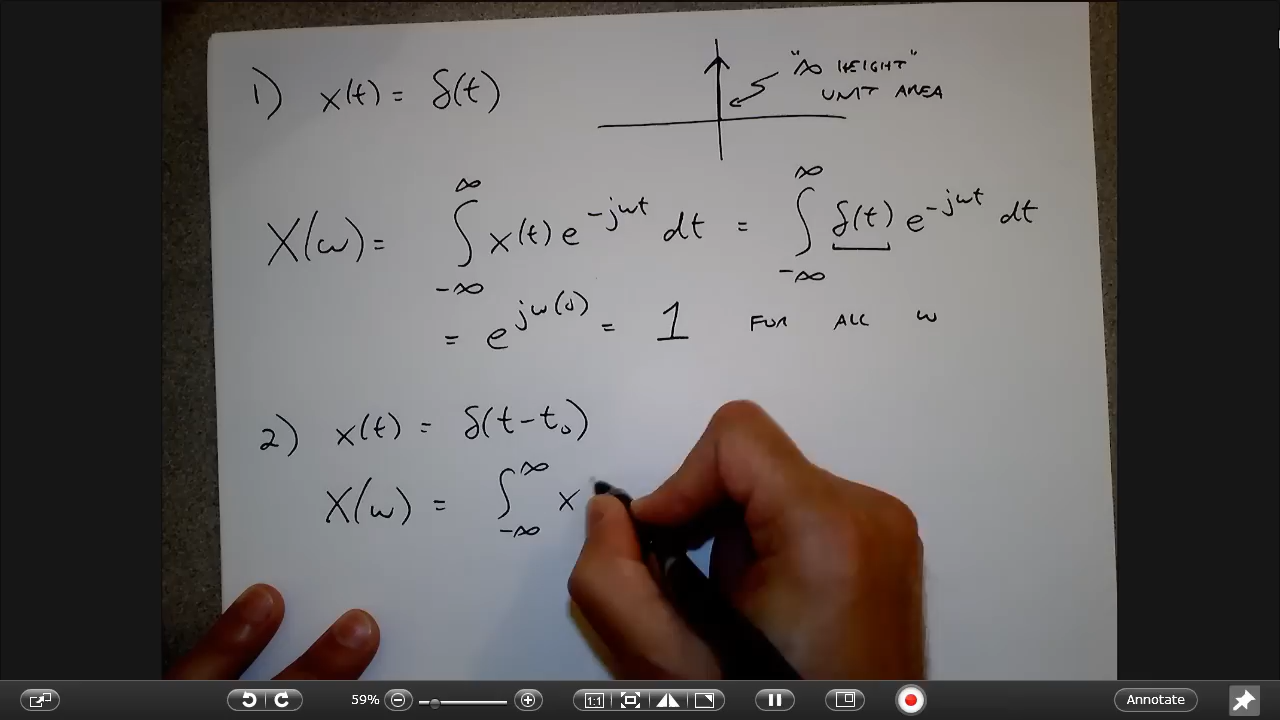 1) x(t) = δ(t)
"∞ HEIGHT"
UNIT AREA
X(ω) = ∫_{-∞}^{∞} x(t) e^{-jωt} dt = ∫_{-∞}^{∞} δ(t) e^{-jωt} dt
= e^{jω(0)} = 1 FOR ALL ω
2) x(t) = δ(t-t₀)
X(ω) = ∫_{-∞}^{∞} x
59%
1:1
Annotate